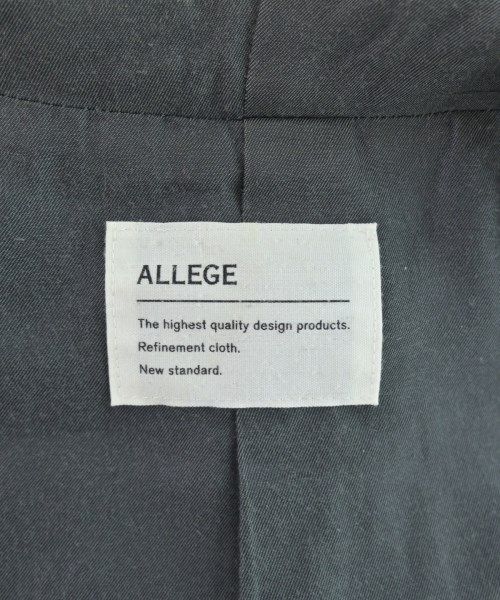 ALLEGE
The highest quality design products.
Refinement cloth.
New standard.